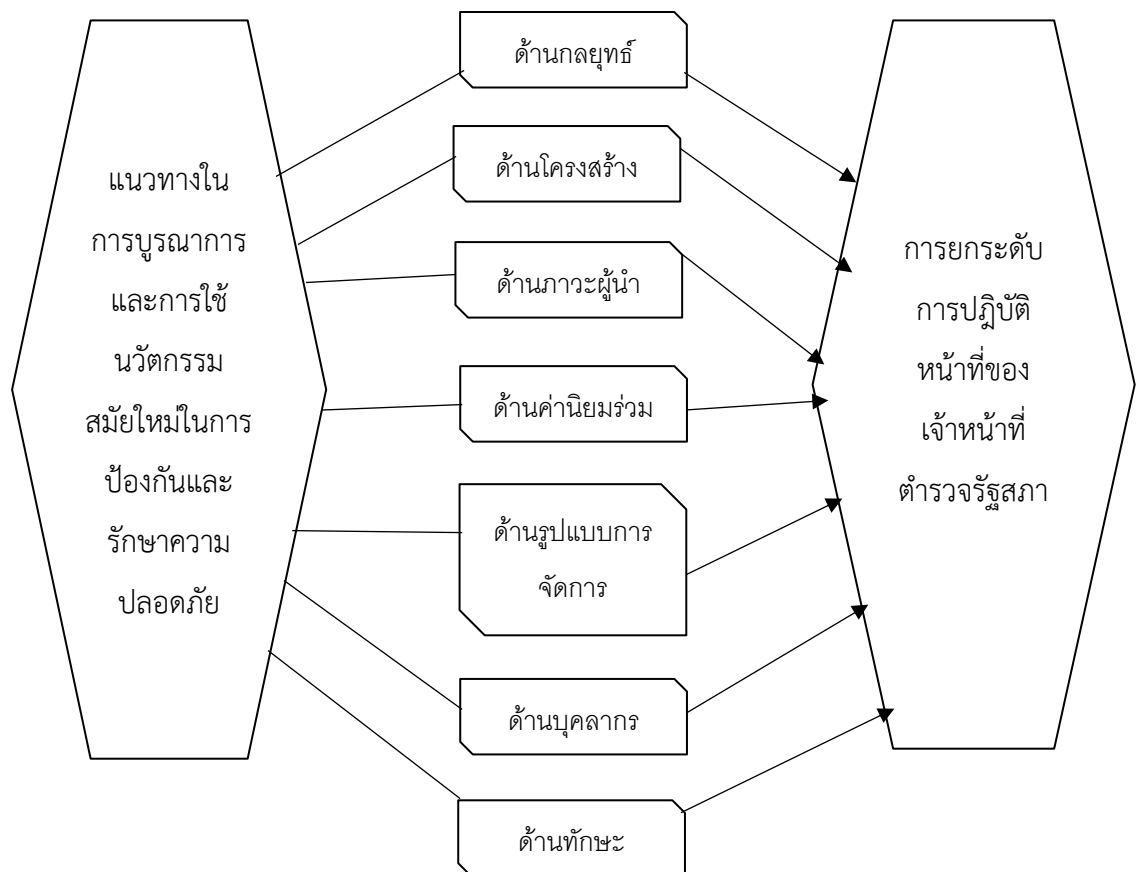 แนวทางใน
การบูรณาการ
และการใช้
นวัตกรรม
สมัยใหม่ในการ
ป้องกันและ
รักษาความ
ปลอดภัย
ด้านกลยุทธ์
ด้านโครงสร้าง
ด้านภาวะผู้นำ
ด้านค่านิยมร่วม
ด้านรูปแบบการ
จัดการ
ด้านบุคลากร
ด้านทักษะ
การยกระดับ
การปฎิบัติ
หน้าที่ของ
เจ้าหน้าที่
ตำรวจรัฐสภา